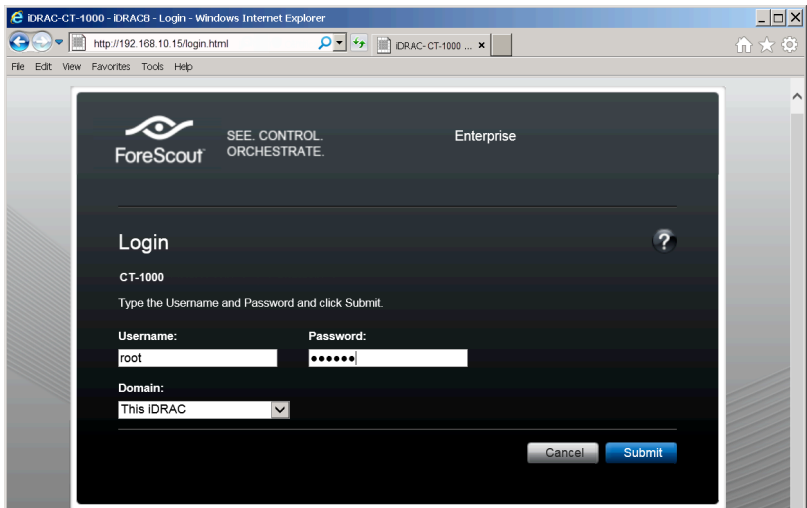 iDRAC-CT-1000 - iDRAC8 - Login - Windows Internet Explorer
http://192.168.10.15/login.html
iDRAC-CT-1000 ...
File Edit View Favorites Tools Help
ForeScout
SEE. CONTROL.
ORCHESTRATE.
Enterprise
Login
?
CT-1000
Type the Username and Password and click Submit.
Username: Password:
root ●●●●●●
Domain:
This iDRAC
Cancel Submit